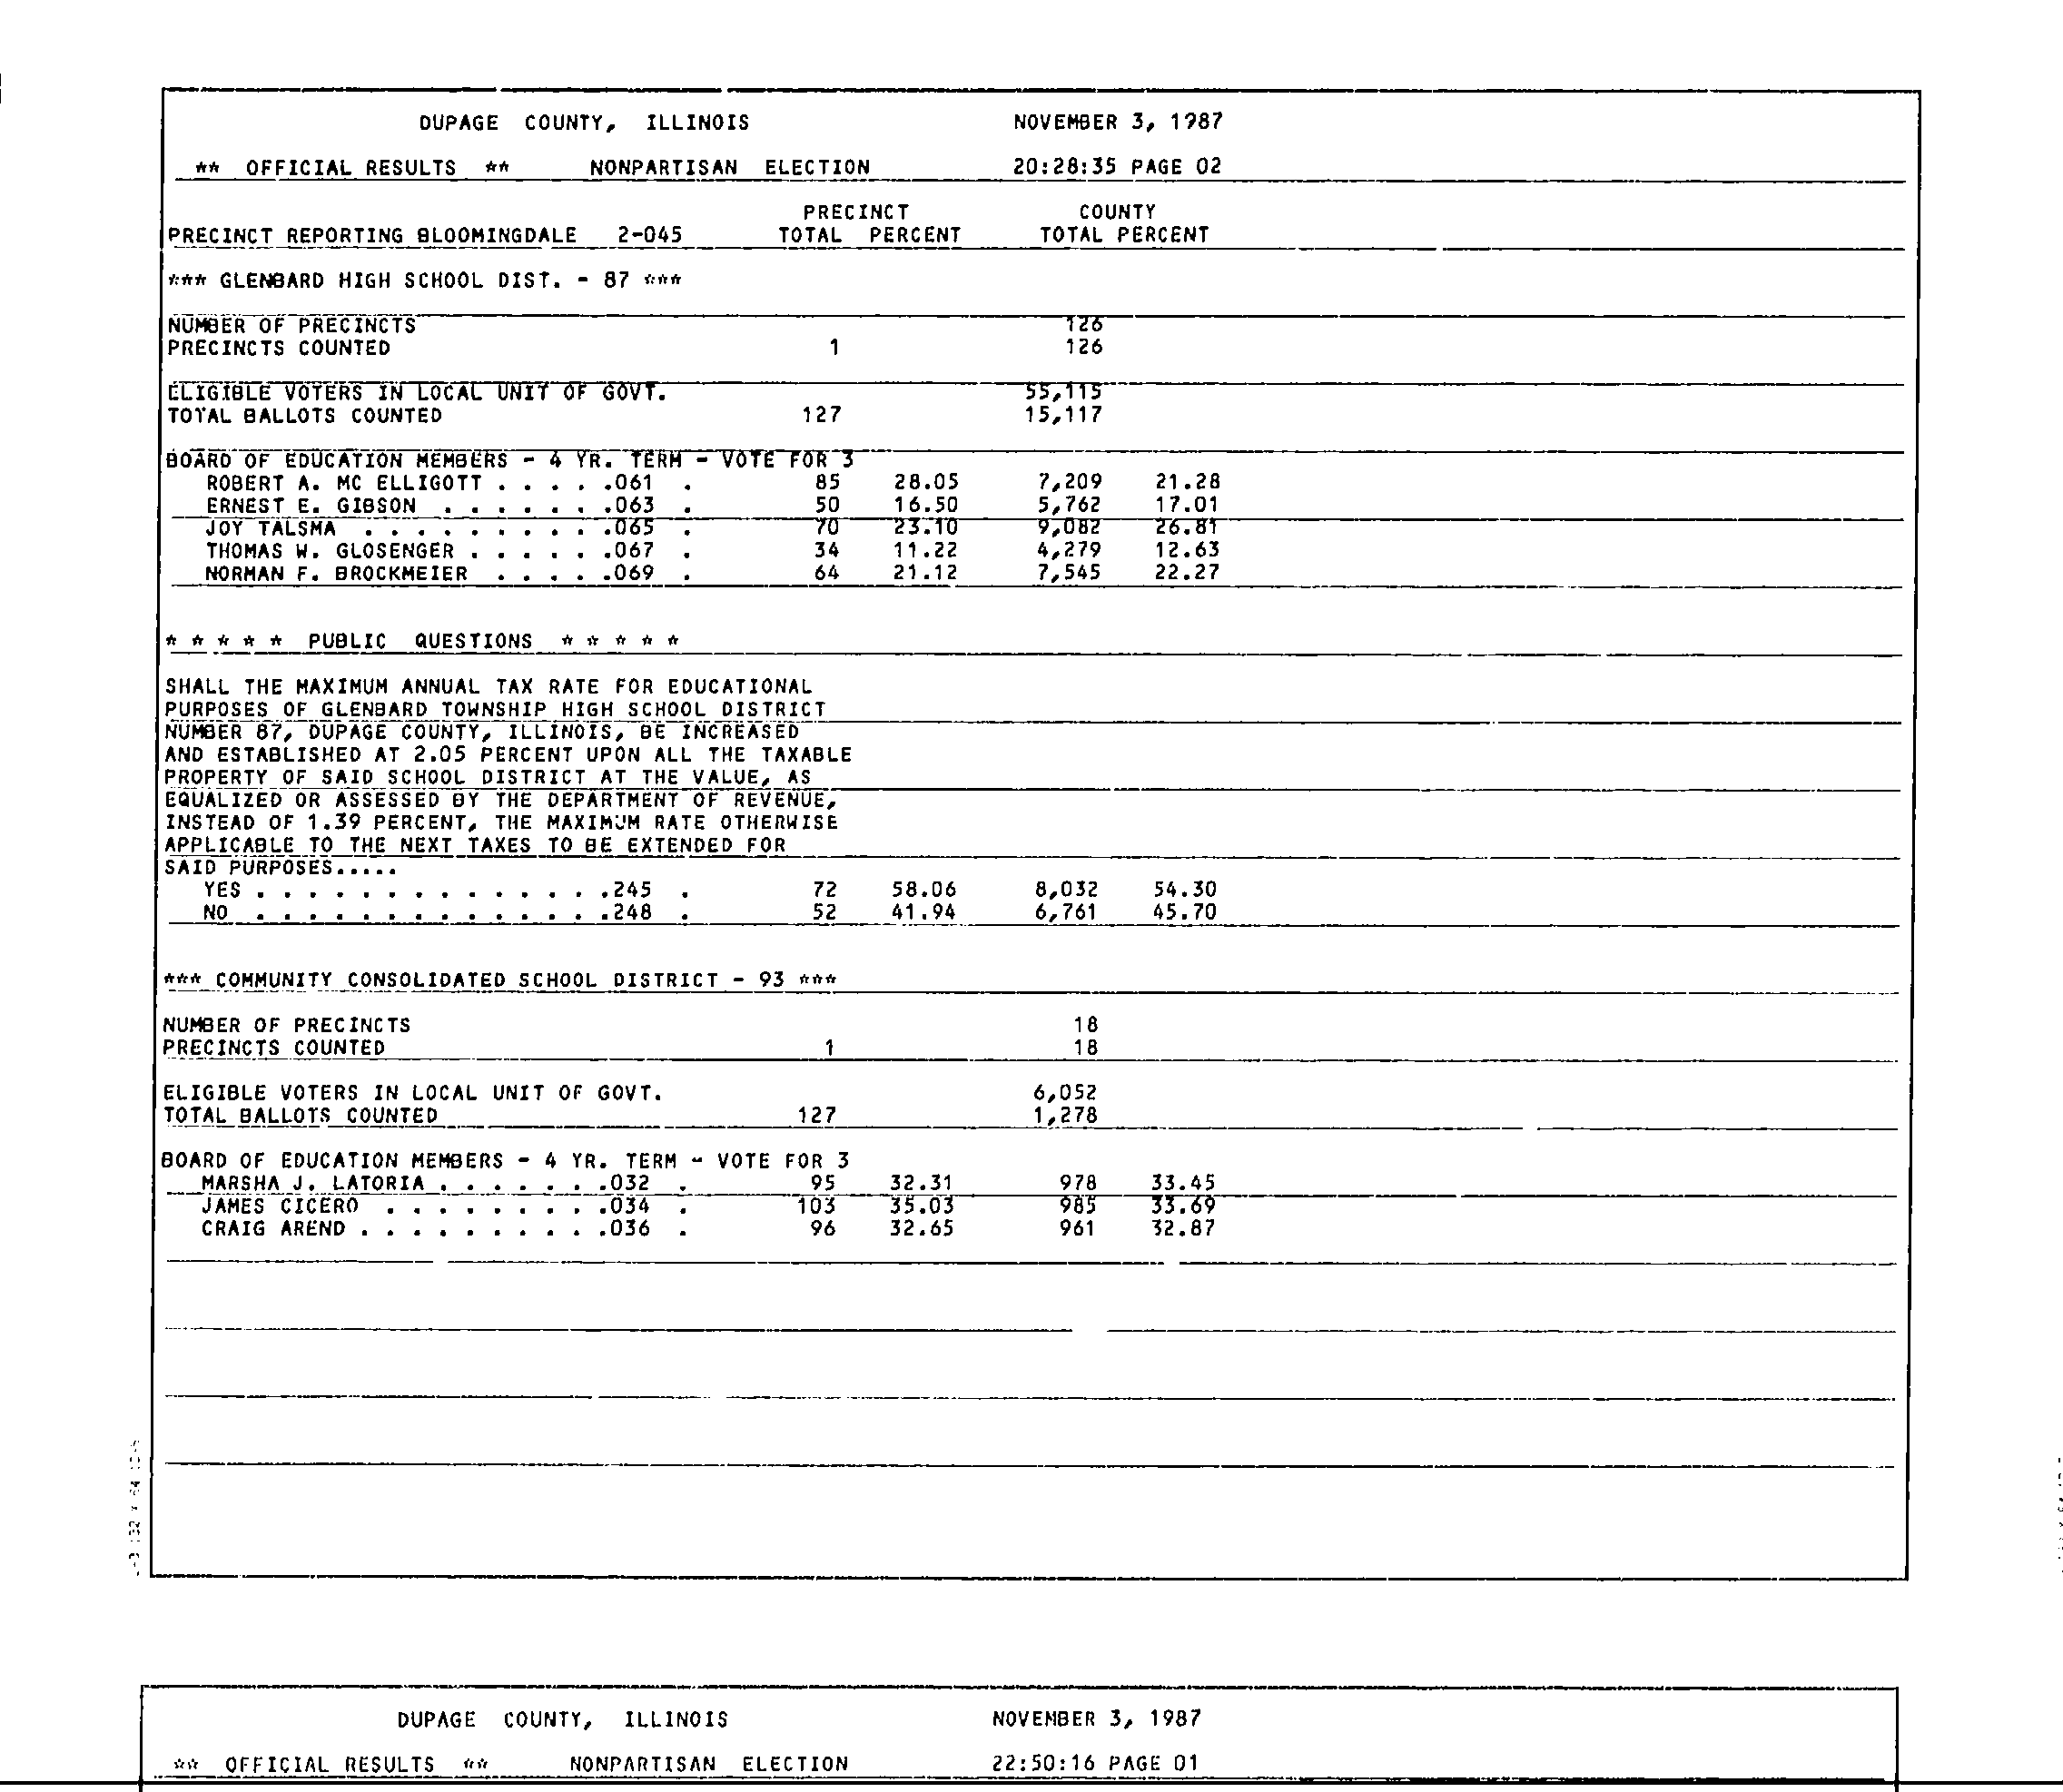 DUPAGE COUNTY, ILLINOIS NOVEMBER 3, 1987
** OFFICIAL RESULTS ** NONPARTISAN ELECTION 20:28:35 PAGE 02
PRECINCT COUNTY
PRECINCT REPORTING BLOOMINGDALE 2-045 TOTAL PERCENT TOTAL PERCENT
*** GLENBARD HIGH SCHOOL DIST. - 87 ***
NUMBER OF PRECINCTS 126
PRECINCTS COUNTED 1 126
ELIGIBLE VOTERS IN LOCAL UNIT OF GOVT. 55,115
TOTAL BALLOTS COUNTED 127 15,117
BOARD OF EDUCATION MEMBERS - 4 YR. TERM - VOTE FOR 3
ROBERT A. MC ELLIGOTT . . . . .061 . 85 28.05 7,209 21.28
ERNEST E. GIBSON . . . . . . .063 . 50 16.50 5,762 17.01
JOY TALSMA . . . . . . . . . .065 . 70 23.10 9,082 26.81
THOMAS W. GLOSENGER . . . . . .067 . 34 11.22 4,279 12.63
NORMAN F. BROCKMEIER . . . . .069 . 64 21.12 7,545 22.27
* * * * * PUBLIC QUESTIONS * * * * *
SHALL THE MAXIMUM ANNUAL TAX RATE FOR EDUCATIONAL
PURPOSES OF GLENBARD TOWNSHIP HIGH SCHOOL DISTRICT
NUMBER 87, DUPAGE COUNTY, ILLINOIS, BE INCREASED
AND ESTABLISHED AT 2.05 PERCENT UPON ALL THE TAXABLE
PROPERTY OF SAID SCHOOL DISTRICT AT THE VALUE, AS
EQUALIZED OR ASSESSED BY THE DEPARTMENT OF REVENUE,
INSTEAD OF 1.39 PERCENT, THE MAXIMUM RATE OTHERWISE
APPLICABLE TO THE NEXT TAXES TO BE EXTENDED FOR
SAID PURPOSES.....
YES . . . . . . . . . . . . . .245 . 72 58.06 8,032 54.30
NO . . . . . . . . . . . . . .248 . 52 41.94 6,761 45.70
*** COMMUNITY CONSOLIDATED SCHOOL DISTRICT - 93 ***
NUMBER OF PRECINCTS 18
PRECINCTS COUNTED 1 18
ELIGIBLE VOTERS IN LOCAL UNIT OF GOVT. 6,052
TOTAL BALLOTS COUNTED 127 1,278
BOARD OF EDUCATION MEMBERS - 4 YR. TERM - VOTE FOR 3
MARSHA J. LATORIA . . . . . . .032 . 95 32.31 978 33.45
JAMES CICERO . . . . . . . . .034 . 103 35.03 985 33.69
CRAIG AREND . . . . . . . . . .036 . 96 32.65 961 32.87
DUPAGE COUNTY, ILLINOIS NOVEMBER 3, 1987
** OFFICIAL RESULTS ** NONPARTISAN ELECTION 22:50:16 PAGE 01